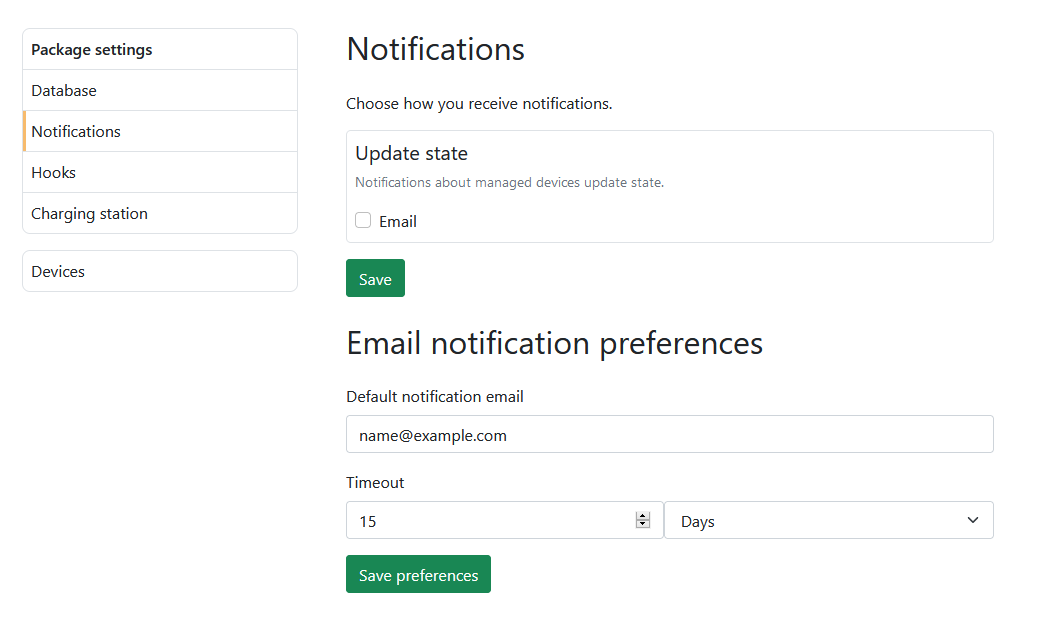 Package settings
Database
Notifications
Hooks
Charging station
Devices
Notifications
Choose how you receive notifications.
Update state
Notifications about managed devices update state.
Email
Save
Email notification preferences
Default notification email
name@example.com
Timeout
15 Days
Save preferences